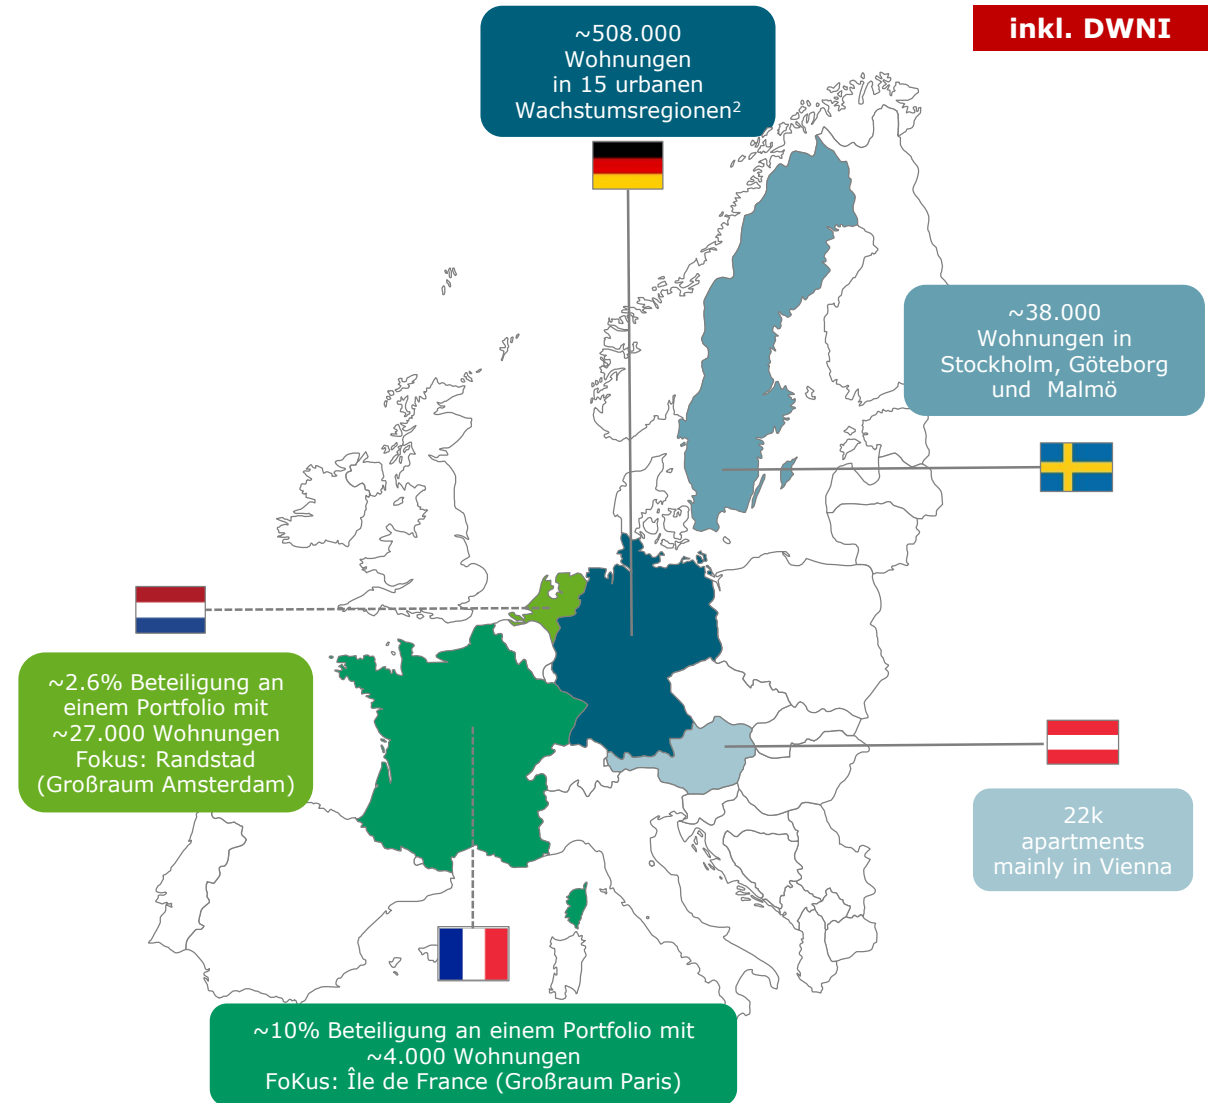 ~508.000
Wohnungen
in 15 urbanen
Wachstumsregionen²
inkl. DWNI
~38.000
Wohnungen in
Stockholm, Göteborg
und Malmö
~2.6% Beteiligung an
einem Portfolio mit
~27.000 Wohnungen
Fokus: Randstad
(Großraum Amsterdam)
22k
apartments
mainly in Vienna
~10% Beteiligung an einem Portfolio mit
~4.000 Wohnungen
FoKus: Île de France (Großraum Paris)